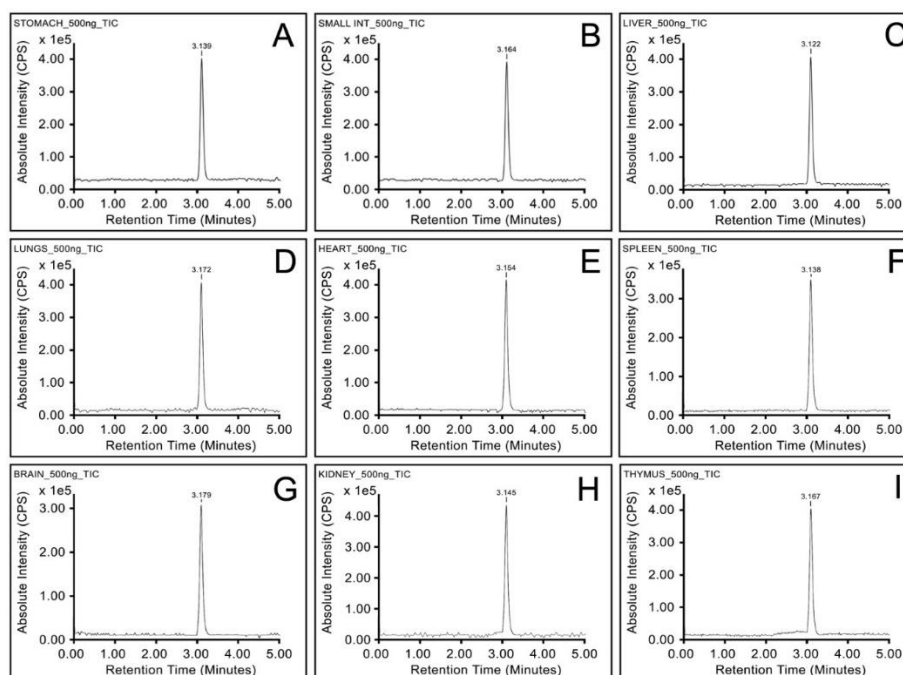 STOMACH_500ng_TIC
A
x 1e5
3.139
Absolute Intensity (CPS)
4.00
3.00
2.00
1.00
0.00
0.00 1.00 2.00 3.00 4.00 5.00
Retention Time (Minutes)
SMALL INT_500ng_TIC
B
x 1e5
3.164
Absolute Intensity (CPS)
4.00
3.00
2.00
1.00
0.00
0.00 1.00 2.00 3.00 4.00 5.00
Retention Time (Minutes)
LIVER_500ng_TIC
C
x 1e5
3.122
Absolute Intensity (CPS)
4.00
3.00
2.00
1.00
0.00
0.00 1.00 2.00 3.00 4.00 5.00
Retention Time (Minutes)
LUNGS_500ng_TIC
D
x 1e5
3.172
Absolute Intensity (CPS)
4.00
3.00
2.00
1.00
0.00
0.00 1.00 2.00 3.00 4.00 5.00
Retention Time (Minutes)
HEART_500ng_TIC
E
x 1e5
3.154
Absolute Intensity (CPS)
4.00
3.00
2.00
1.00
0.00
0.00 1.00 2.00 3.00 4.00 5.00
Retention Time (Minutes)
SPLEEN_500ng_TIC
F
x 1e5
3.138
Absolute Intensity (CPS)
3.00
2.00
1.00
0.00
0.00 1.00 2.00 3.00 4.00 5.00
Retention Time (Minutes)
BRAIN_500ng_TIC
G
x 1e5
3.179
Absolute Intensity (CPS)
3.00
2.00
1.00
0.00
0.00 1.00 2.00 3.00 4.00 5.00
Retention Time (Minutes)
KIDNEY_500ng_TIC
H
x 1e5
3.145
Absolute Intensity (CPS)
4.00
3.00
2.00
1.00
0.00
0.00 1.00 2.00 3.00 4.00 5.00
Retention Time (Minutes)
THYMUS_500ng_TIC
I
x 1e5
3.167
Absolute Intensity (CPS)
4.00
3.00
2.00
1.00
0.00
0.00 1.00 2.00 3.00 4.00 5.00
Retention Time (Minutes)